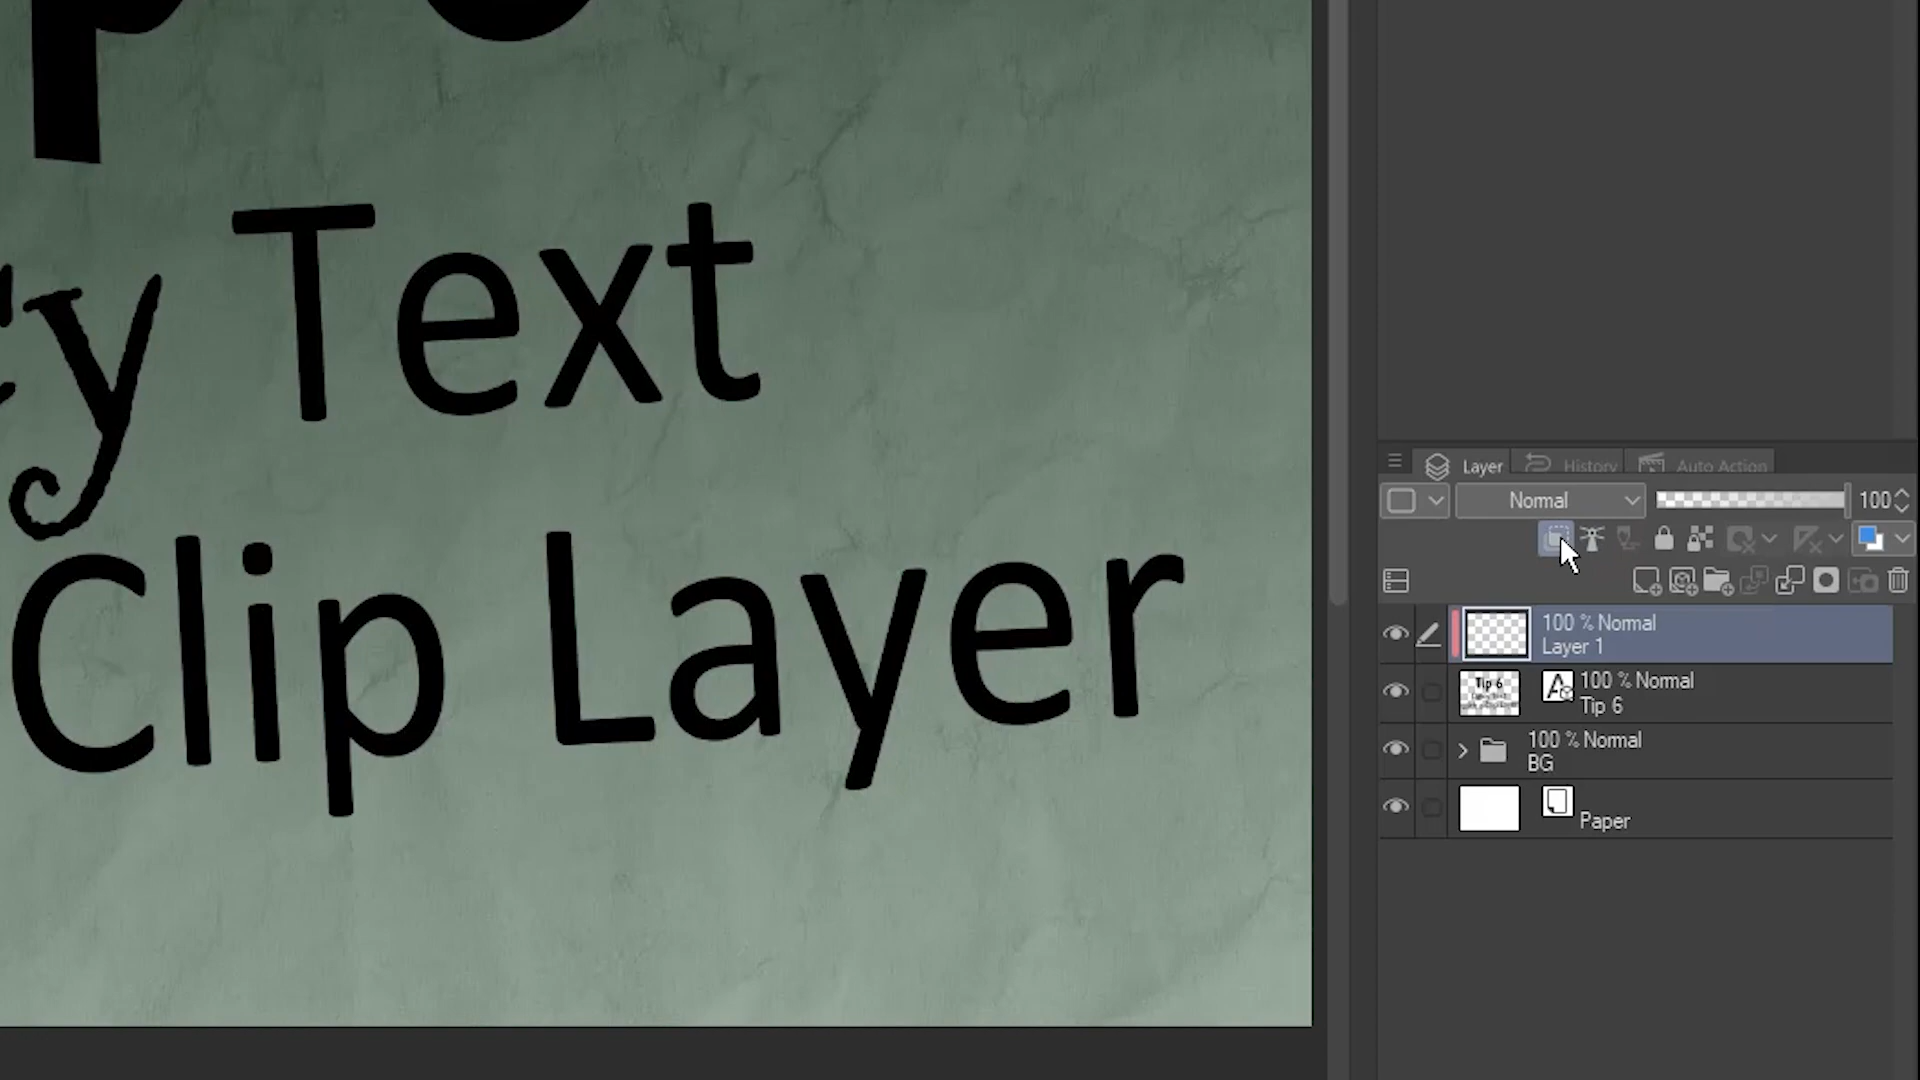 Text
Clip Layer
Layer
History
Auto Action
Normal
100
100 % Normal
Layer 1
Tip 6
100 % Normal
Tip 6
100 % Normal
BG
Paper